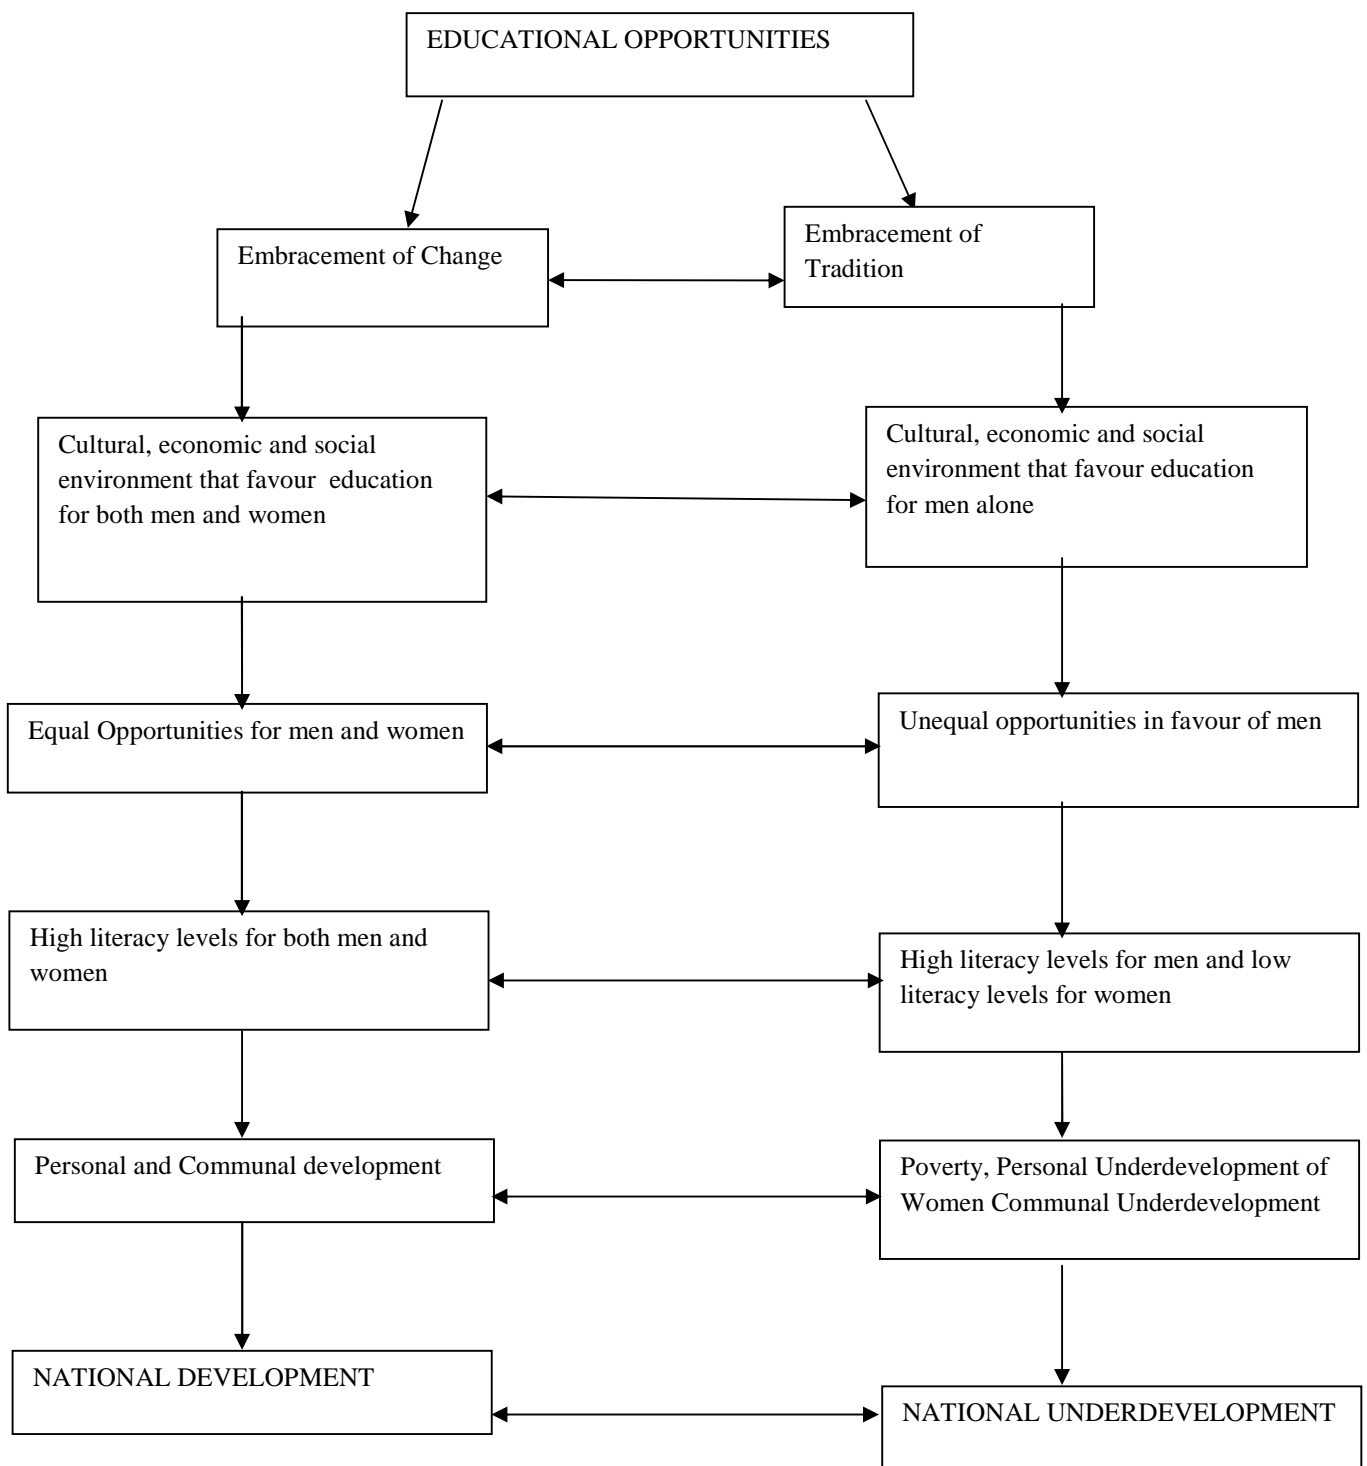 EDUCATIONAL OPPORTUNITIES
Embracement of Change
Embracement of
Tradition
Cultural, economic and social
environment that favour education
for both men and women
Cultural, economic and social
environment that favour education
for men alone
Equal Opportunities for men and women
Unequal opportunities in favour of men
High literacy levels for both men and
women
High literacy levels for men and low
literacy levels for women
Personal and Communal development
Poverty, Personal Underdevelopment of
Women Communal Underdevelopment
NATIONAL DEVELOPMENT
NATIONAL UNDERDEVELOPMENT